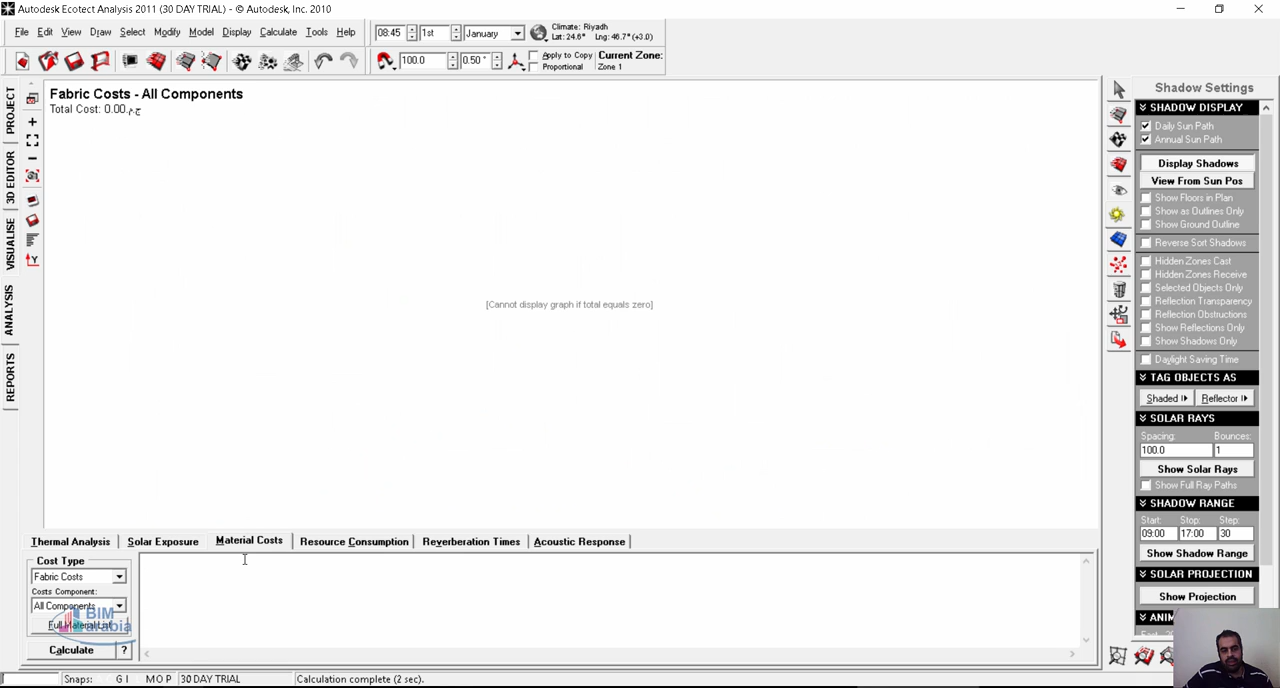 Autodesk Ecotect Analysis 2011 (30 DAY TRIAL) - © Autodesk, Inc. 2010
File Edit View Draw Select Modify Model Display Calculate Tools Help
08:45 1st January
Climate: Riyadh
Lat: 24.6° Lng: 46.7° (+3.0)
100.0 0.50 °
Apply to Copy
Proportional
Current Zone:
Zone 1
PROJECT
3D EDITOR
VISUALISE
ANALYSIS
REPORTS
Fabric Costs - All Components
Total Cost: 0.00ج.م.
[Cannot display graph if total equals zero]
Thermal Analysis Solar Exposure Material Costs Resource Consumption Reverberation Times Acoustic Response
Cost Type
Fabric Costs
Costs Component:
All Components
Full Material List
BIM
arabia
Calculate ?
Shadow Settings
SHADOW DISPLAY
Daily Sun Path
Annual Sun Path
Display Shadows
View From Sun Pos
Show Floors in Plan
Show as Outlines Only
Show Ground Outline
Reverse Sort Shadows
Hidden Zones Cast
Hidden Zones Receive
Selected Objects Only
Reflection Transparency
Reflection Obstructions
Show Reflections Only
Show Shadows Only
Daylight Saving Time
TAG OBJECTS AS
Shaded Reflector
SOLAR RAYS
Spacing: Bounces:
100.0 1
Show Solar Rays
Show Full Ray Paths
SHADOW RANGE
Start: Stop: Step:
09:00 17:00 30
Show Shadow Range
SOLAR PROJECTION
Show Projection
Snaps: G I M O P 30 DAY TRIAL Calculation complete (2 sec).